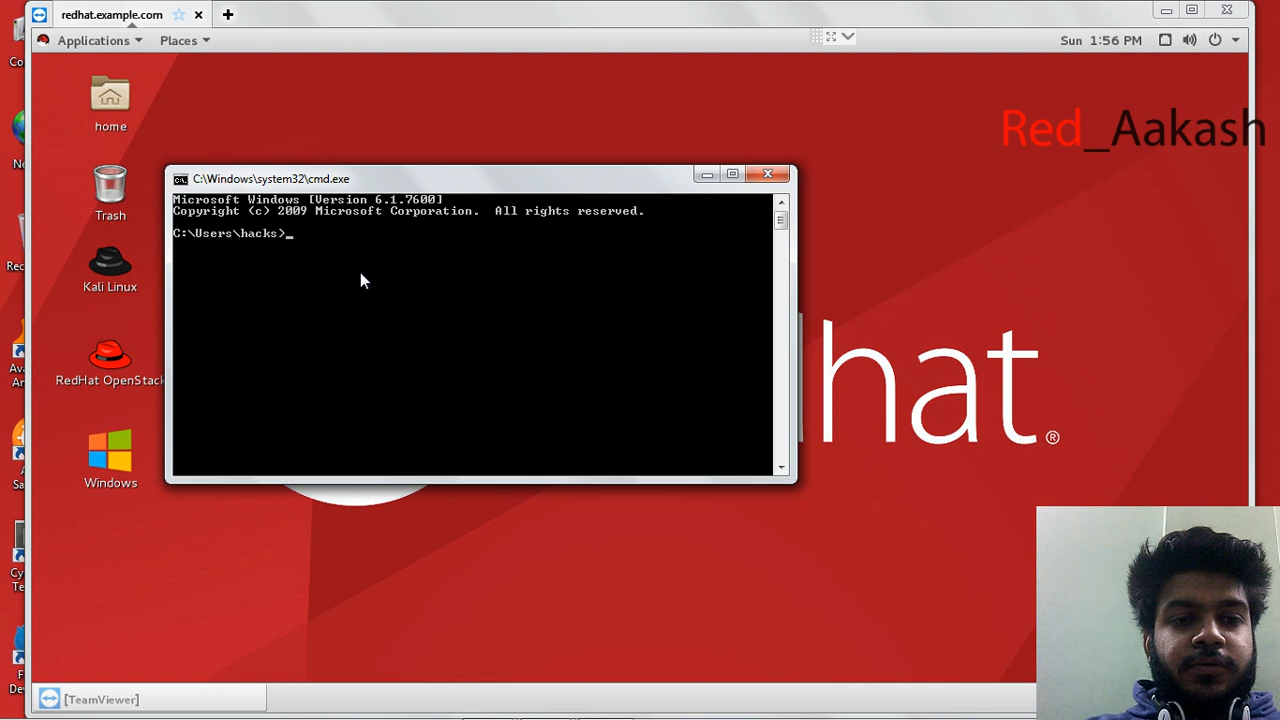 redhat.example.com
Applications
Places
Sun 1:56 PM
Red_Aakash
home
Trash
Kali Linux
RedHat OpenStack
Windows
C:\Windows\system32\cmd.exe
Microsoft Windows [Version 6.1.7600]
Copyright (c) 2009 Microsoft Corporation. All rights reserved.
C:\Users\hacks>_
hat®
[TeamViewer]